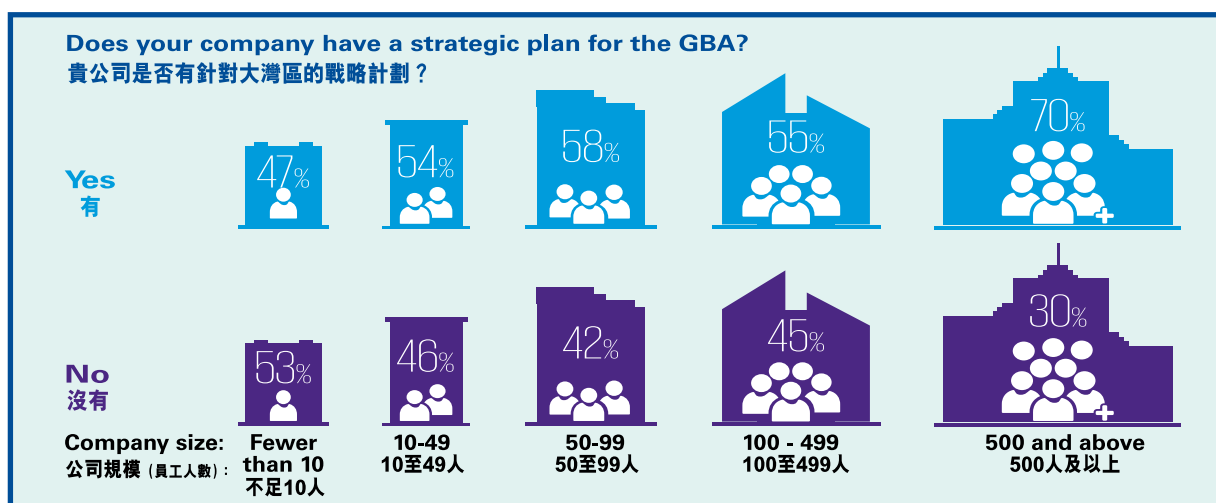 Does your company have a strategic plan for the GBA?
貴公司是否有針對大灣區的戰略計劃？
Yes
有
47%
54%
58%
55%
70%
No
沒有
53%
46%
42%
45%
30%
Company size:
公司規模 (員工人數)：
Fewer
than 10
不足10人
10-49
10至49人
50-99
50至99人
100 - 499
100至499人
500 and above
500人及以上